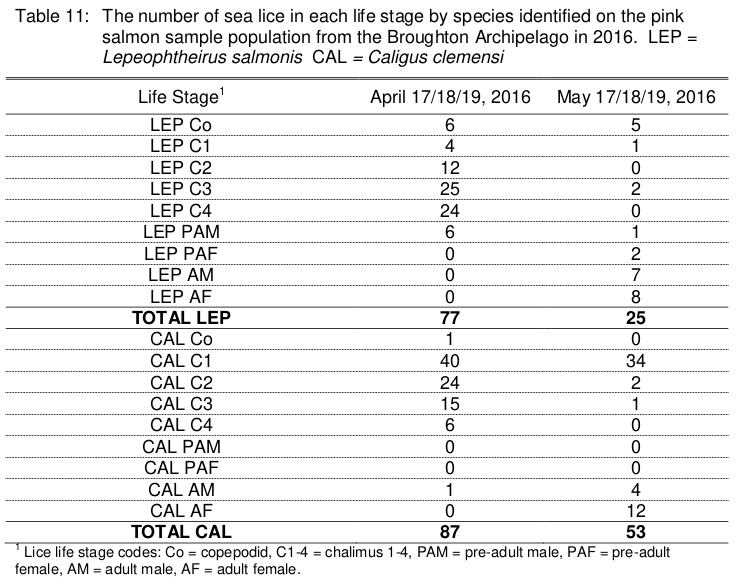 Table 11: The number of sea lice in each life stage by species identified on the pink
salmon sample population from the Broughton Archipelago in 2016. LEP =
Lepeophtheirus salmonis CAL = Caligus clemensi
Life Stage1 April 17/18/19, 2016 May 17/18/19, 2016
LEP Co 6 5
LEP C1 4 1
LEP C2 12 0
LEP C3 25 2
LEP C4 24 0
LEP PAM 6 1
LEP PAF 0 2
LEP AM 0 7
LEP AF 0 8
TOTAL LEP 77 25
CAL Co 1 0
CAL C1 40 34
CAL C2 24 2
CAL C3 15 1
CAL C4 6 0
CAL PAM 0 0
CAL PAF 0 0
CAL AM 1 4
CAL AF 0 12
TOTAL CAL 87 53
1 Lice life stage codes: Co = copepodid, C1-4 = chalimus 1-4, PAM = pre-adult male, PAF = pre-adult
female, AM = adult male, AF = adult female.